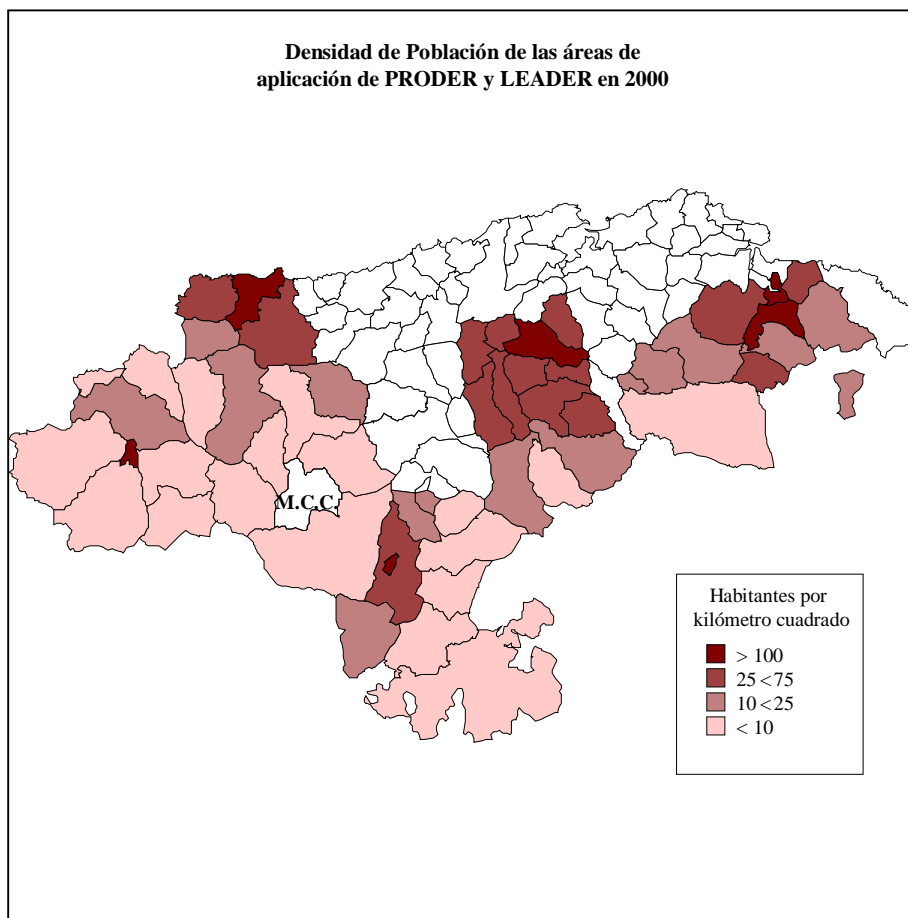 Densidad de Población de las áreas de
aplicación de PRODER y LEADER en 2000
M.C.C.
Habitantes por
kilómetro cuadrado
> 100
25 <75
10 <25
< 10